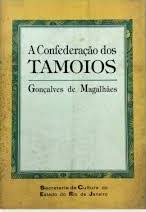 A Confederação dos
TAMOIOS
Gonçalves de Magalhães
Secretaria de Cultura do
Estado do Rio de Janeiro